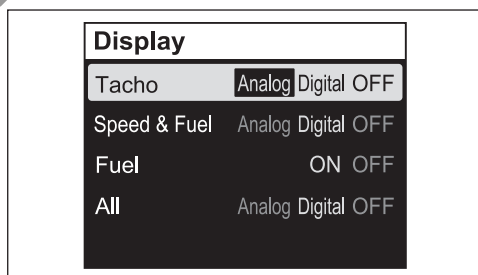 Display
Tacho Analog Digital OFF
Speed & Fuel Analog Digital OFF
Fuel ON OFF
All Analog Digital OFF